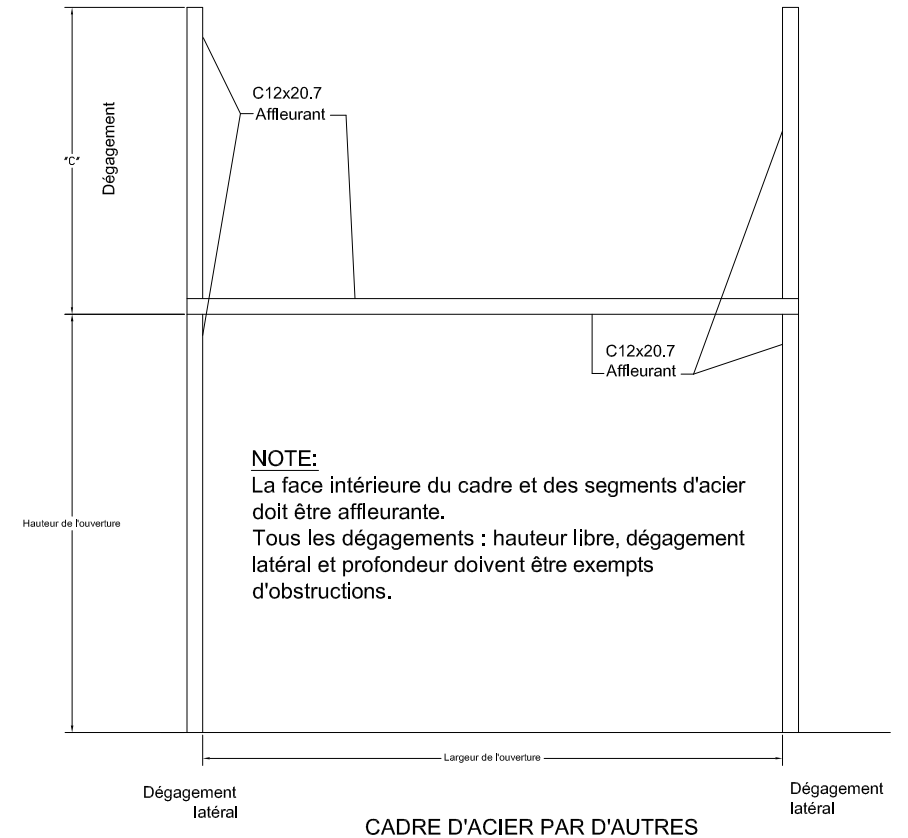 C12x20.7
Affleurant
Dégagement
"C"
C12x20.7
Affleurant
NOTE:
La face intérieure du cadre et des segments d'acier
doit être affleurante.
Tous les dégagements : hauteur libre, dégagement
latéral et profondeur doivent être exempts
d'obstructions.
Hauteur de l'ouverture
Largeur de l'ouverture
Dégagement
latéral
Dégagement
latéral
CADRE D'ACIER PAR D'AUTRES